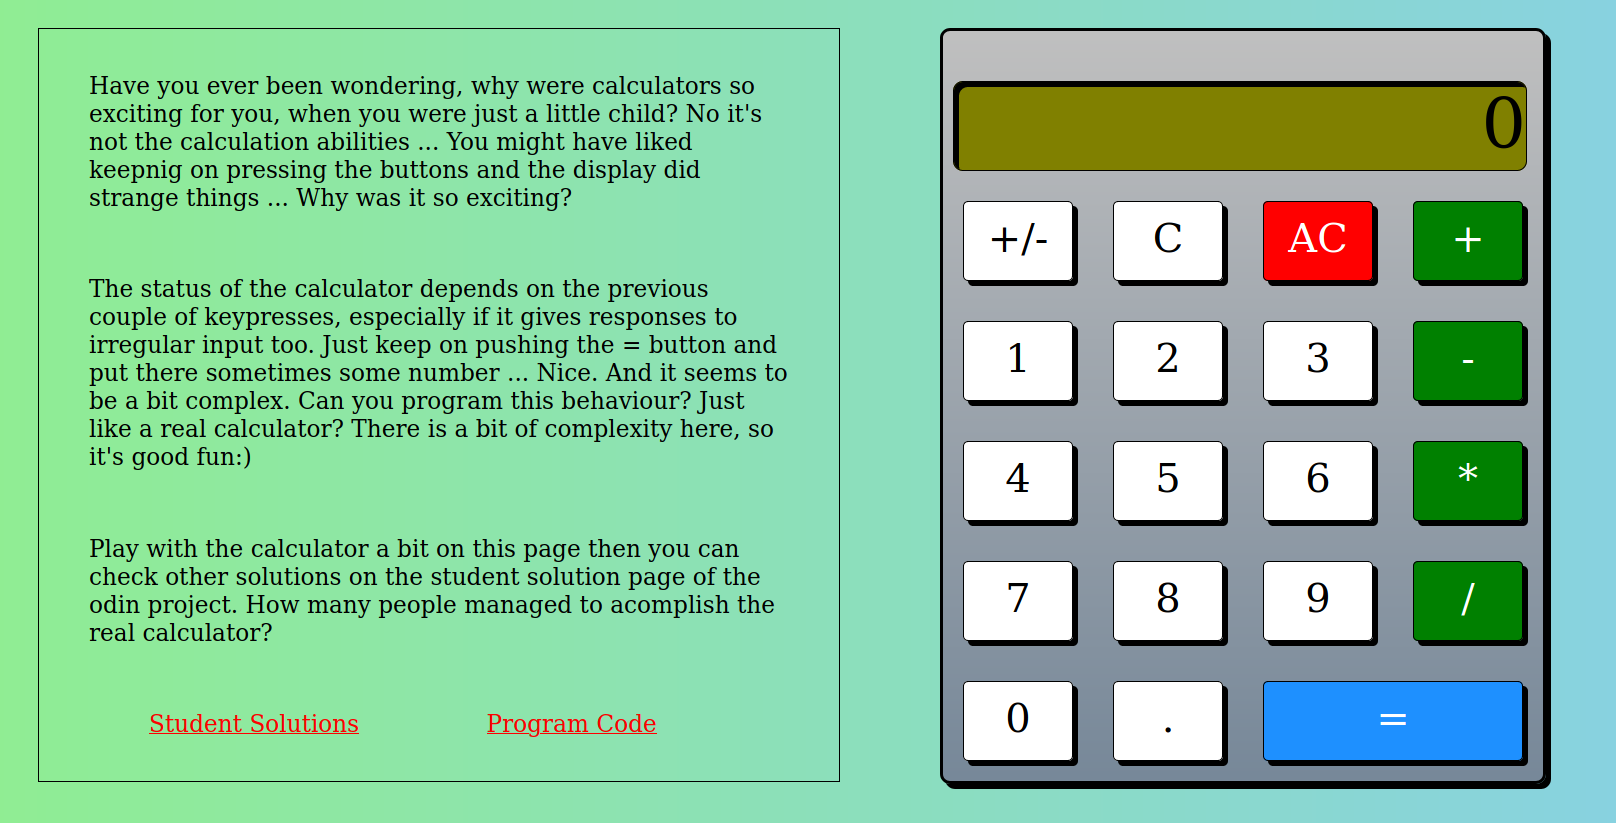 Have you ever been wondering, why were calculators so
exciting for you, when you were just a little child? No it's
not the calculation abilities ... You might have liked
keepnig on pressing the buttons and the display did
strange things ... Why was it so exciting?
The status of the calculator depends on the previous
couple of keypresses, especially if it gives responses to
irregular input too. Just keep on pushing the = button and
put there sometimes some number ... Nice. And it seems to
be a bit complex. Can you program this behaviour? Just
like a real calculator? There is a bit of complexity here, so
it's good fun:)
Play with the calculator a bit on this page then you can
check other solutions on the student solution page of the
odin project. How many people managed to acomplish the
real calculator?
Student Solutions Program Code
0
+/- C AC +
1 2 3 -
4 5 6 *
7 8 9 /
0 . =